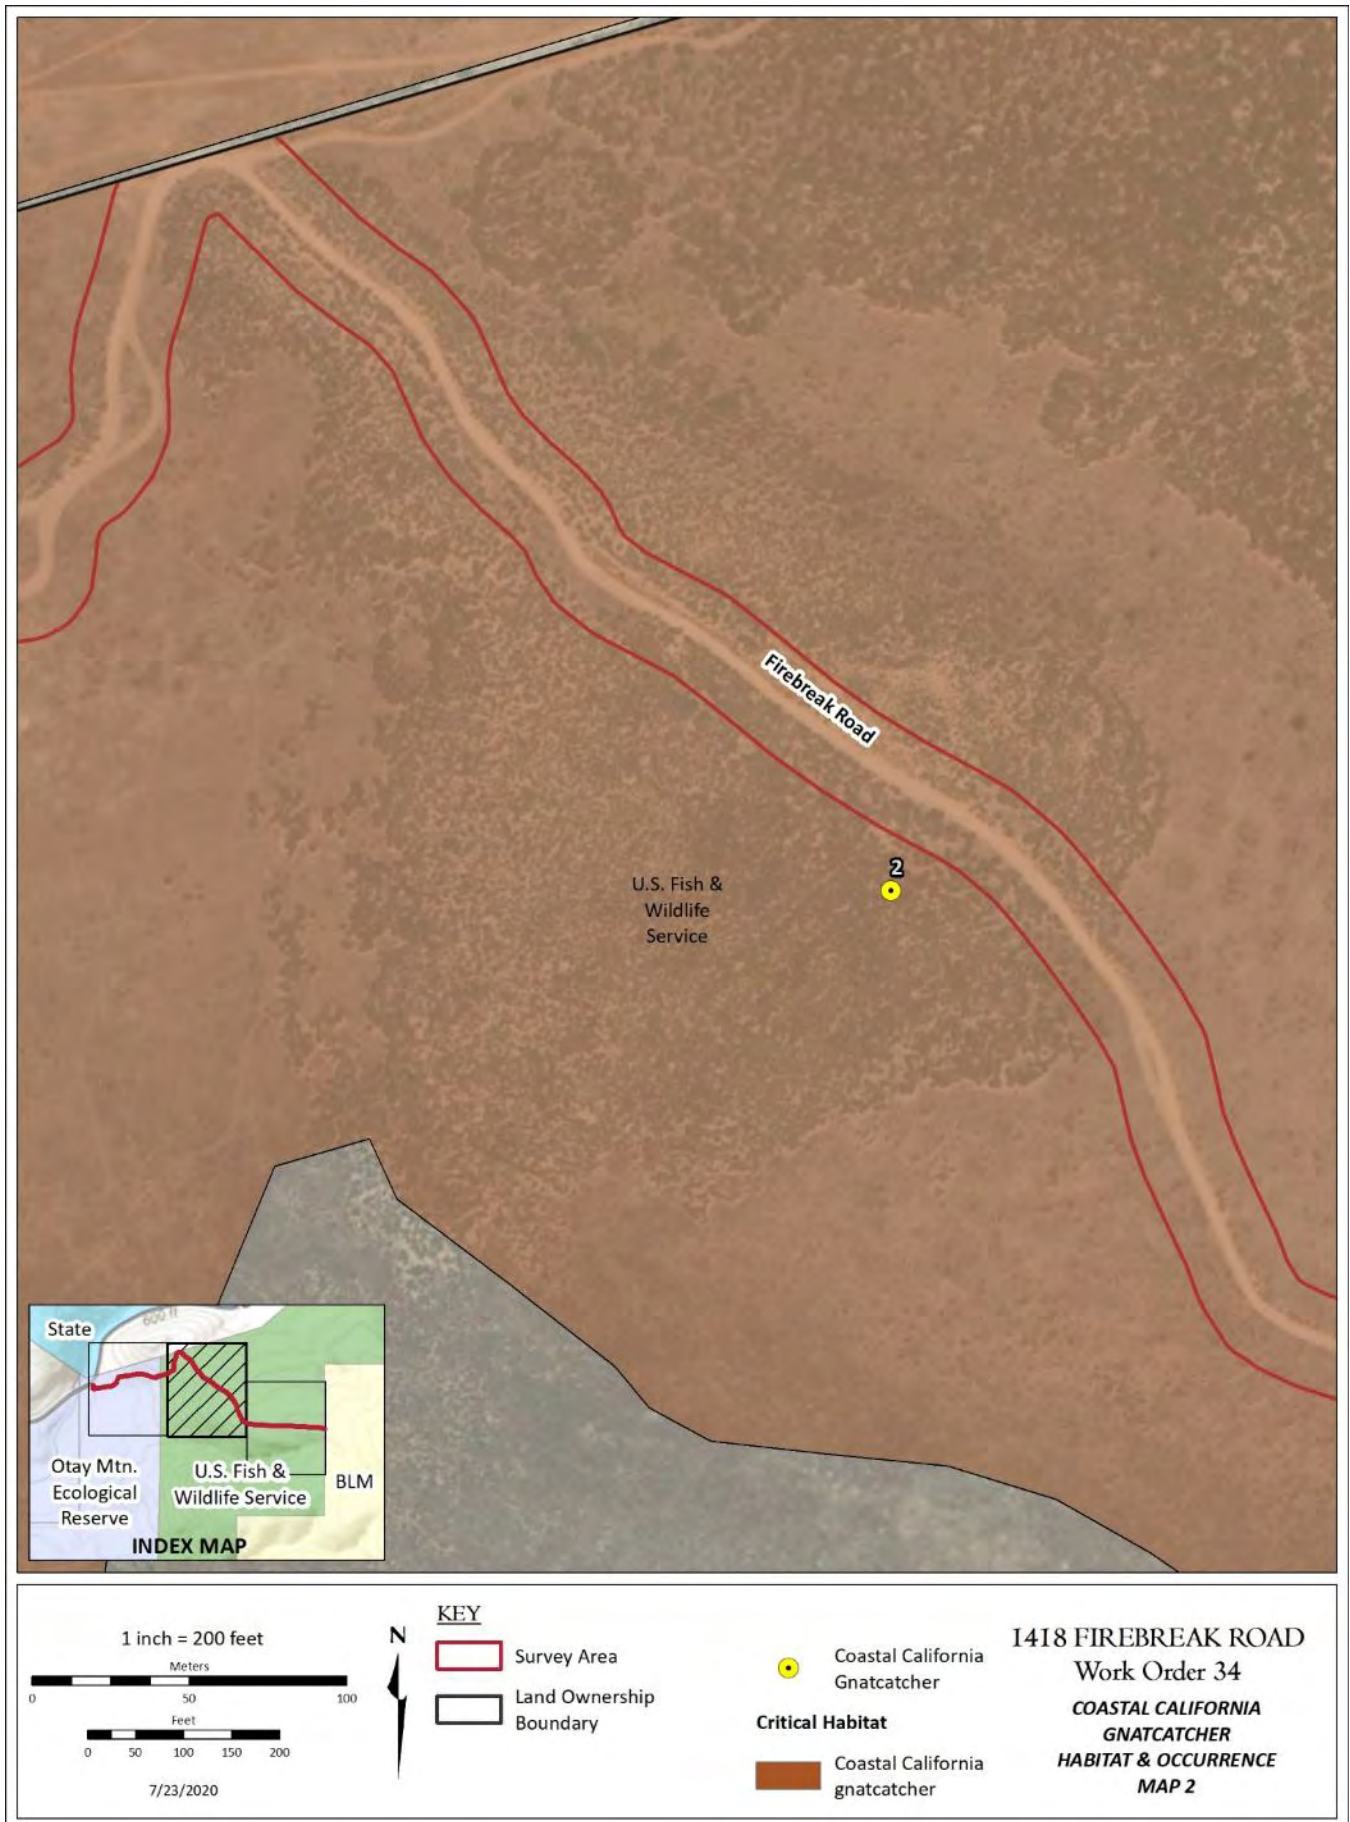 Firebreak Road
2
U.S. Fish &
Wildlife
Service
600 ft
State
Otay Mtn.
Ecological
Reserve
U.S. Fish &
Wildlife Service
BLM
INDEX MAP
1 inch = 200 feet
Meters
0 50 100
Feet
0 50 100 150 200
7/23/2020
N
KEY
Survey Area
Land Ownership
Boundary
Coastal California
Gnatcatcher
Critical Habitat
Coastal California
gnatcatcher
1418 FIREBREAK ROAD
Work Order 34
COASTAL CALIFORNIA
GNATCATCHER
HABITAT & OCCURRENCE
MAP 2